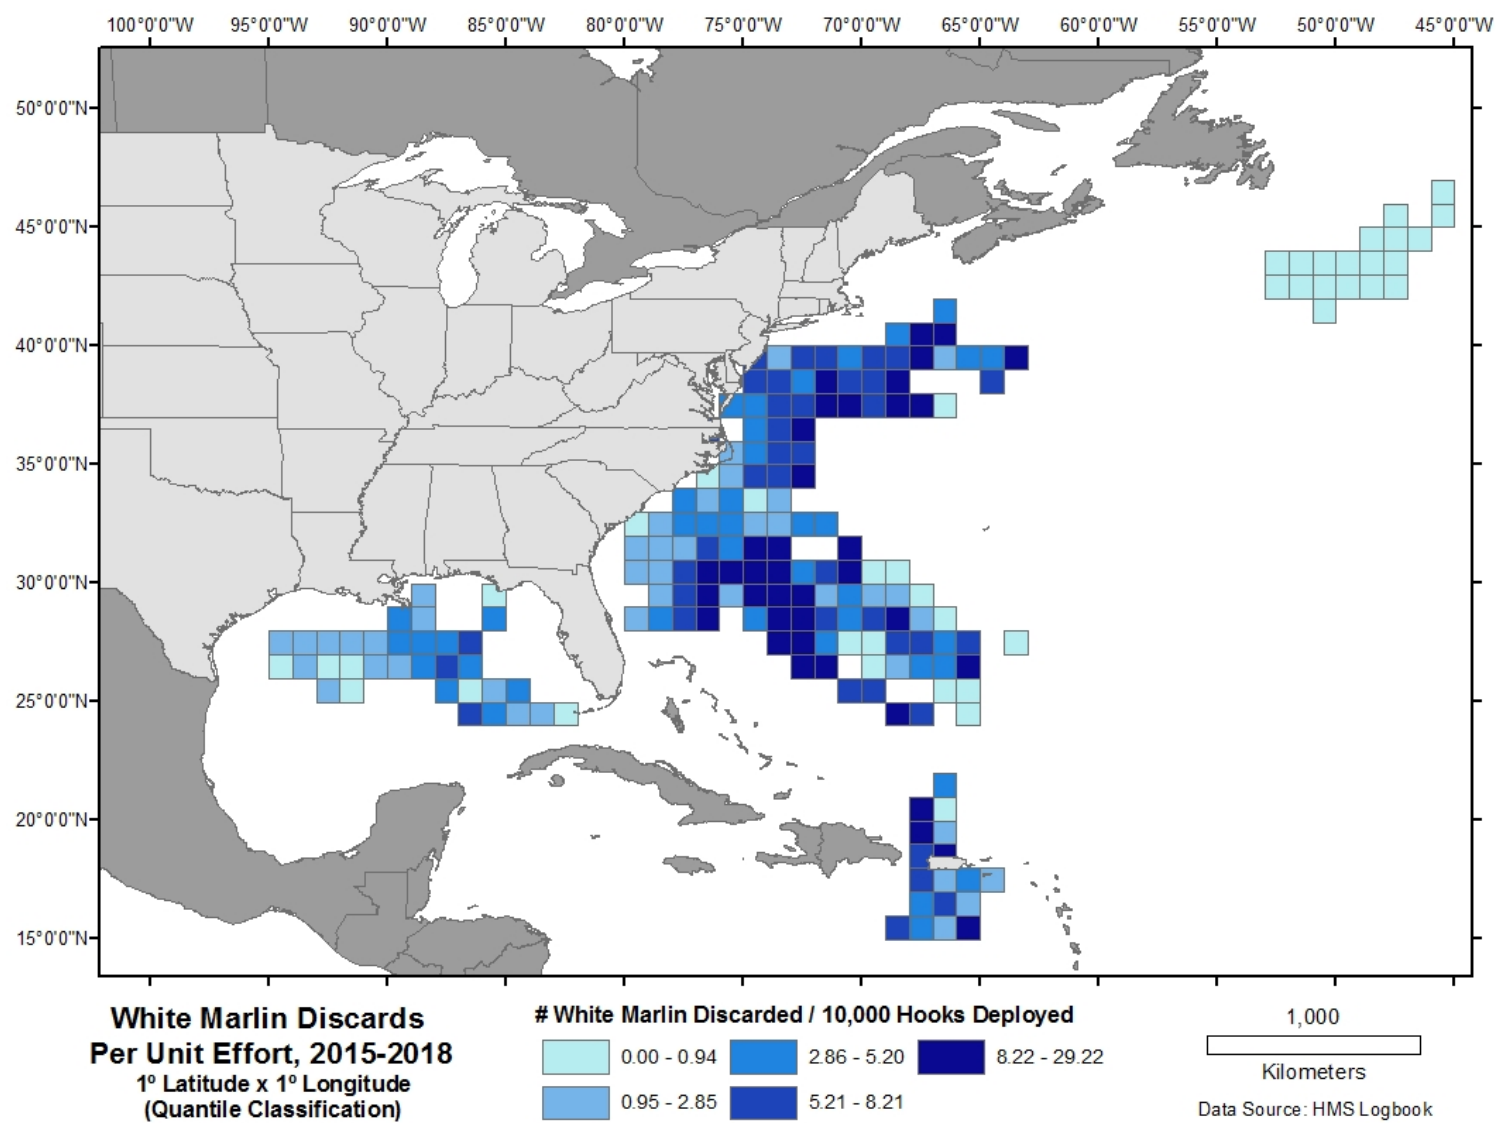 100°0'0"W 95°0'0"W 90°0'0"W 85°0'0"W 80°0'0"W 75°0'0"W 70°0'0"W 65°0'0"W 60°0'0"W 55°0'0"W 50°0'0"W 45°0'0"W
50°0'0"N
45°0'0"N
40°0'0"N
35°0'0"N
30°0'0"N
25°0'0"N
20°0'0"N
15°0'0"N
White Marlin Discards
Per Unit Effort, 2015-2018
1º Latitude x 1º Longitude
(Quantile Classification)
# White Marlin Discarded / 10,000 Hooks Deployed
0.00 - 0.94 2.86 - 5.20 8.22 - 29.22
0.95 - 2.85 5.21 - 8.21
1,000
Kilometers
Data Source: HMS Logbook